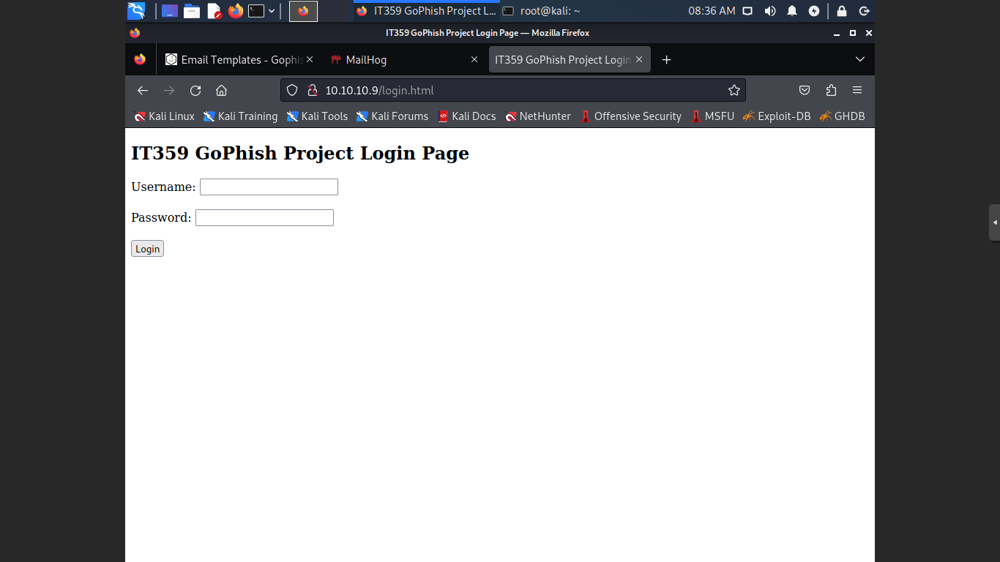 IT359 GoPhish Project L... root@kali: ~ 08:36 AM
IT359 GoPhish Project Login Page — Mozilla Firefox
Email Templates - Gophis MailHog IT359 GoPhish Project Login
10.10.10.9/login.html
Kali Linux Kali Training Kali Tools Kali Forums Kali Docs NetHunter Offensive Security MSFU Exploit-DB GHDB
IT359 GoPhish Project Login Page
Username:
Password:
Login